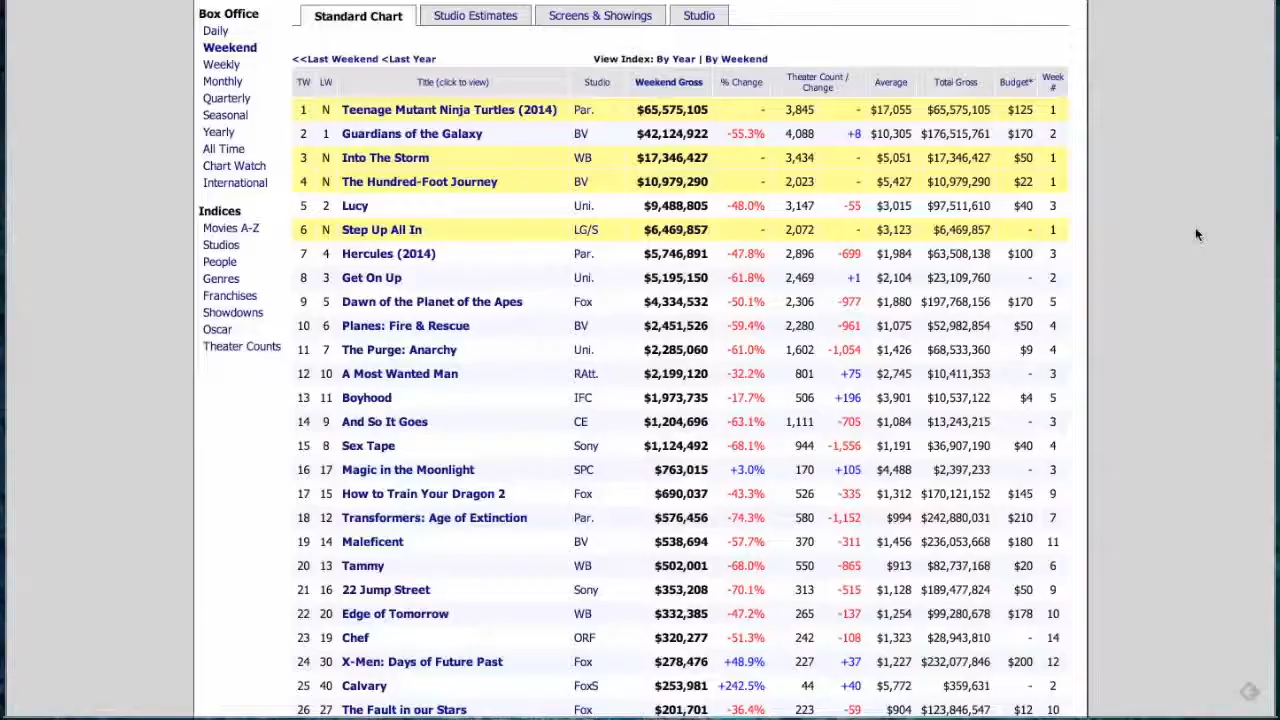 Box Office
Daily
Weekend
Weekly
Monthly
Quarterly
Seasonal
Yearly
All Time
Chart Watch
International
Indices
Movies A-Z
Studios
People
Genres
Franchises
Showdowns
Oscar
Theater Counts
Standard Chart Studio Estimates Screens & Showings Studio
<<Last Weekend <Last Year View Index: By Year | By Weekend
TW LW Title (click to view) Studio Weekend Gross % Change Theater Count / Change Average Total Gross Budget* Week #
1 N Teenage Mutant Ninja Turtles (2014) Par. $65,575,105 - 3,845 - $17,055 $65,575,105 $125 1
2 1 Guardians of the Galaxy BV $42,124,922 -55.3% 4,088 +8 $10,305 $176,515,761 $170 2
3 N Into The Storm WB $17,346,427 - 3,434 - $5,051 $17,346,427 $50 1
4 N The Hundred-Foot Journey BV $10,979,290 - 2,023 - $5,427 $10,979,290 $22 1
5 2 Lucy Uni. $9,488,805 -48.0% 3,147 -55 $3,015 $97,511,610 $40 3
6 N Step Up All In LG/S $6,469,857 - 2,072 - $3,123 $6,469,857 - 1
7 4 Hercules (2014) Par. $5,746,891 -47.8% 2,896 -699 $1,984 $63,508,138 $100 3
8 3 Get On Up Uni. $5,195,150 -61.8% 2,469 +1 $2,104 $23,109,760 - 2
9 5 Dawn of the Planet of the Apes Fox $4,334,532 -50.1% 2,306 -977 $1,880 $197,768,156 $170 5
10 6 Planes: Fire & Rescue BV $2,451,526 -59.4% 2,280 -961 $1,075 $52,982,854 $50 4
11 7 The Purge: Anarchy Uni. $2,285,060 -61.0% 1,602 -1,054 $1,426 $68,533,360 $9 4
12 10 A Most Wanted Man RAtt. $2,199,120 -32.2% 801 +75 $2,745 $10,411,353 - 3
13 11 Boyhood IFC $1,973,735 -17.7% 506 +196 $3,901 $10,537,122 $4 5
14 9 And So It Goes CE $1,204,696 -63.1% 1,111 -705 $1,084 $13,243,215 - 3
15 8 Sex Tape Sony $1,124,492 -68.1% 944 -1,556 $1,191 $36,907,190 $40 4
16 17 Magic in the Moonlight SPC $763,015 +3.0% 170 +105 $4,488 $2,397,233 - 3
17 15 How to Train Your Dragon 2 Fox $690,037 -43.3% 526 -335 $1,312 $170,121,152 $145 9
18 12 Transformers: Age of Extinction Par. $576,456 -74.3% 580 -1,152 $994 $242,880,031 $210 7
19 14 Maleficent BV $538,694 -57.7% 370 -311 $1,456 $236,053,668 $180 11
20 13 Tammy WB $502,001 -68.0% 550 -865 $913 $82,737,168 $20 6
21 16 22 Jump Street Sony $353,208 -70.1% 313 -515 $1,128 $189,477,824 $50 9
22 20 Edge of Tomorrow WB $332,385 -47.2% 265 -137 $1,254 $99,280,678 $178 10
23 19 Chef ORF $320,277 -51.3% 242 -108 $1,323 $28,943,810 - 14
24 30 X-Men: Days of Future Past Fox $278,476 +48.9% 227 +37 $1,227 $232,077,846 $200 12
25 40 Calvary FoxS $253,981 +242.5% 44 +40 $5,772 $359,631 - 2
26 27 The Fault in our Stars Fox $201,701 -36.4% 223 -59 $904 $123,846,547 $12 10